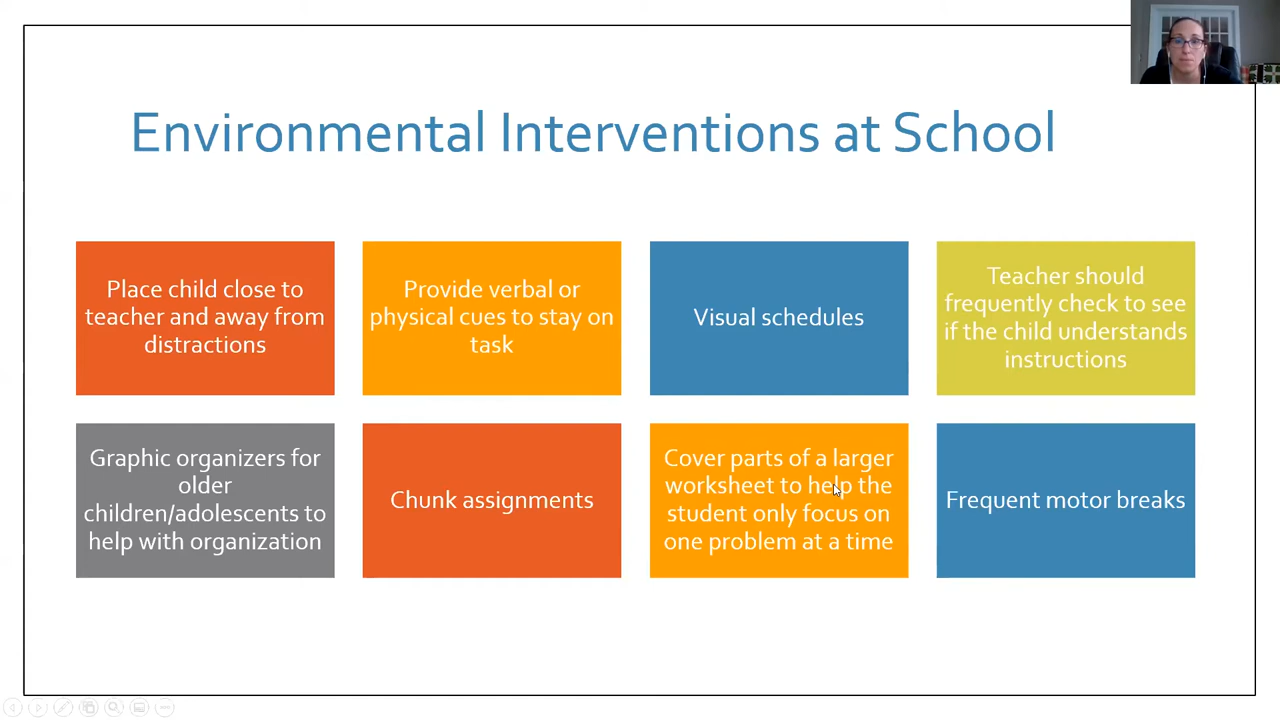 Environmental Interventions at School
Place child close to
teacher and away from
distractions
Provide verbal or
physical cues to stay on
task
Visual schedules
Teacher should
frequently check to see
if the child understands
instructions
Graphic organizers for
older
children/adolescents to
help with organization
Chunk assignments
Cover parts of a larger
worksheet to help the
student only focus on
one problem at a time
Frequent motor breaks